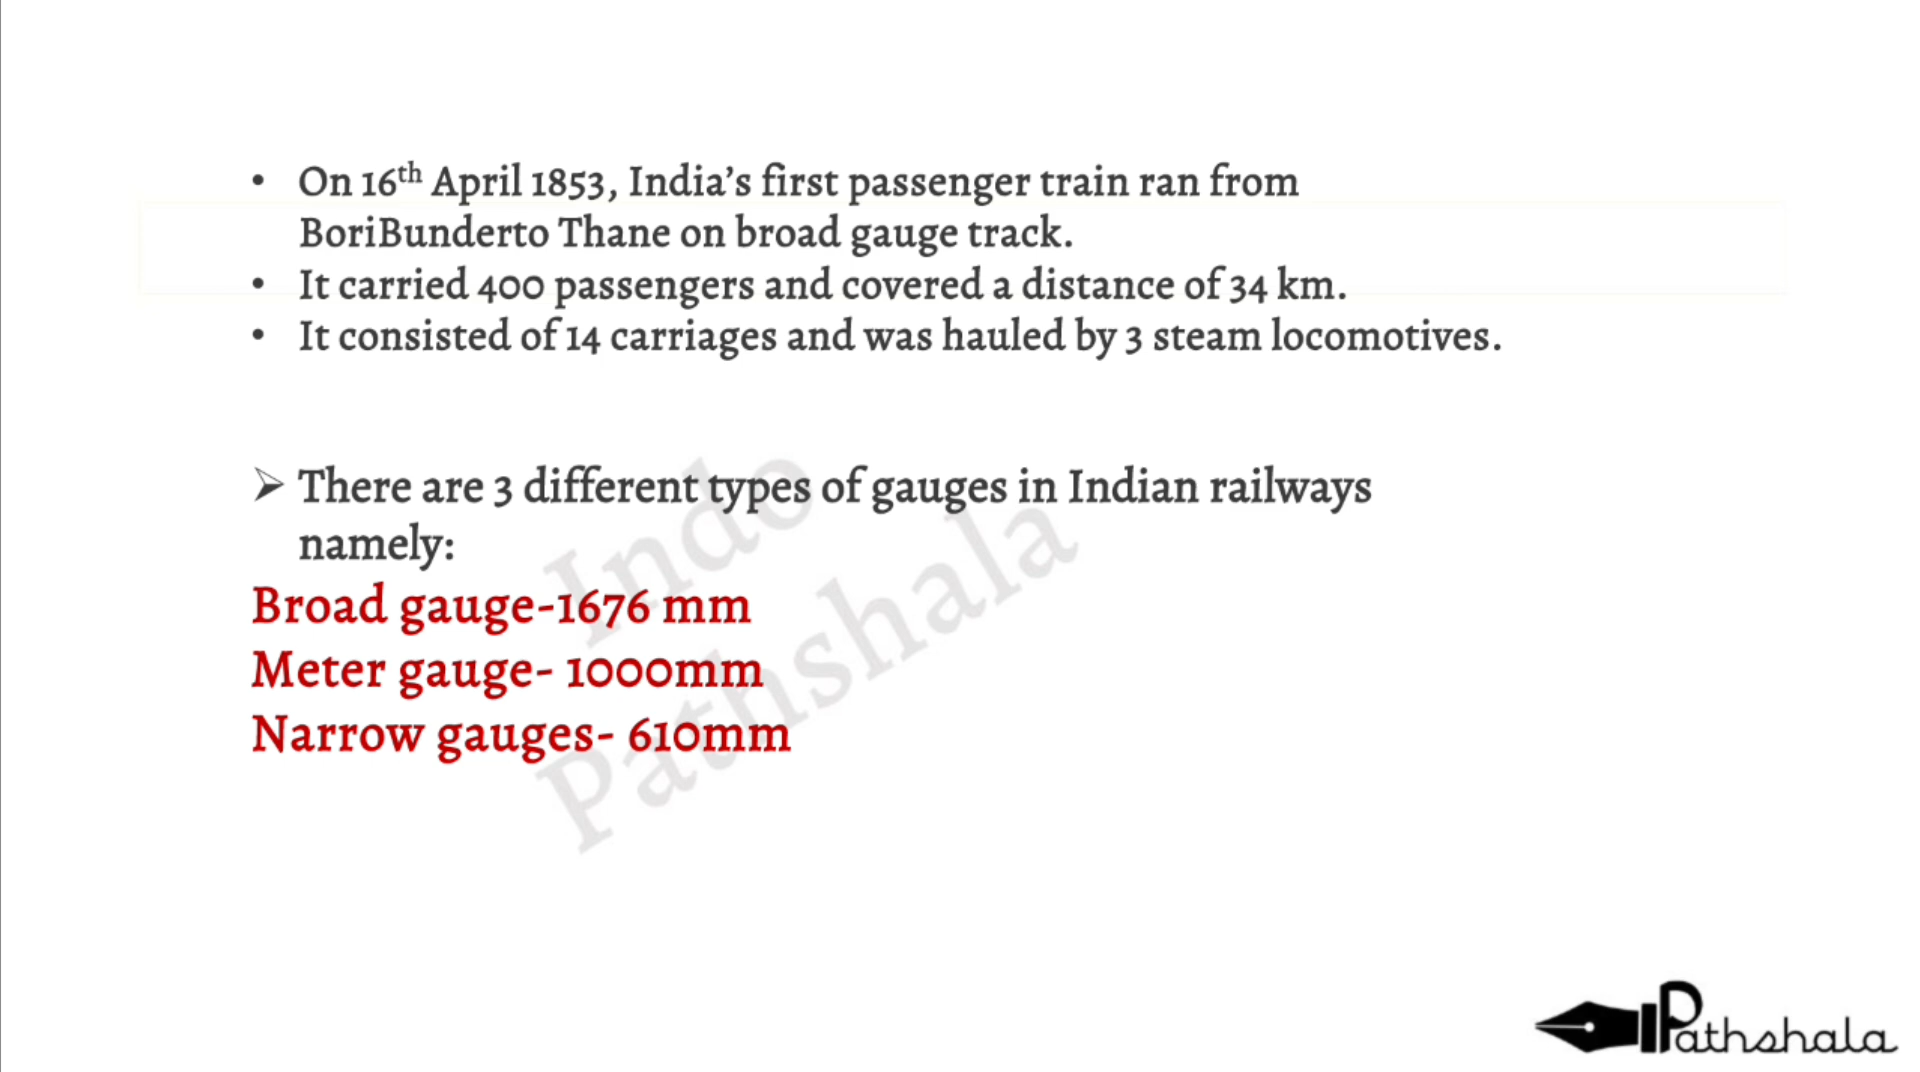 • On 16th April 1853, India’s first passenger train ran from
BoriBunderto Thane on broad gauge track.
• It carried 400 passengers and covered a distance of 34 km.
• It consisted of 14 carriages and was hauled by 3 steam locomotives.
➢ There are 3 different types of gauges in Indian railways
namely:
Broad gauge-1676 mm
Meter gauge- 1000mm
Narrow gauges- 610mm
Indo
Pathshala
Pathshala